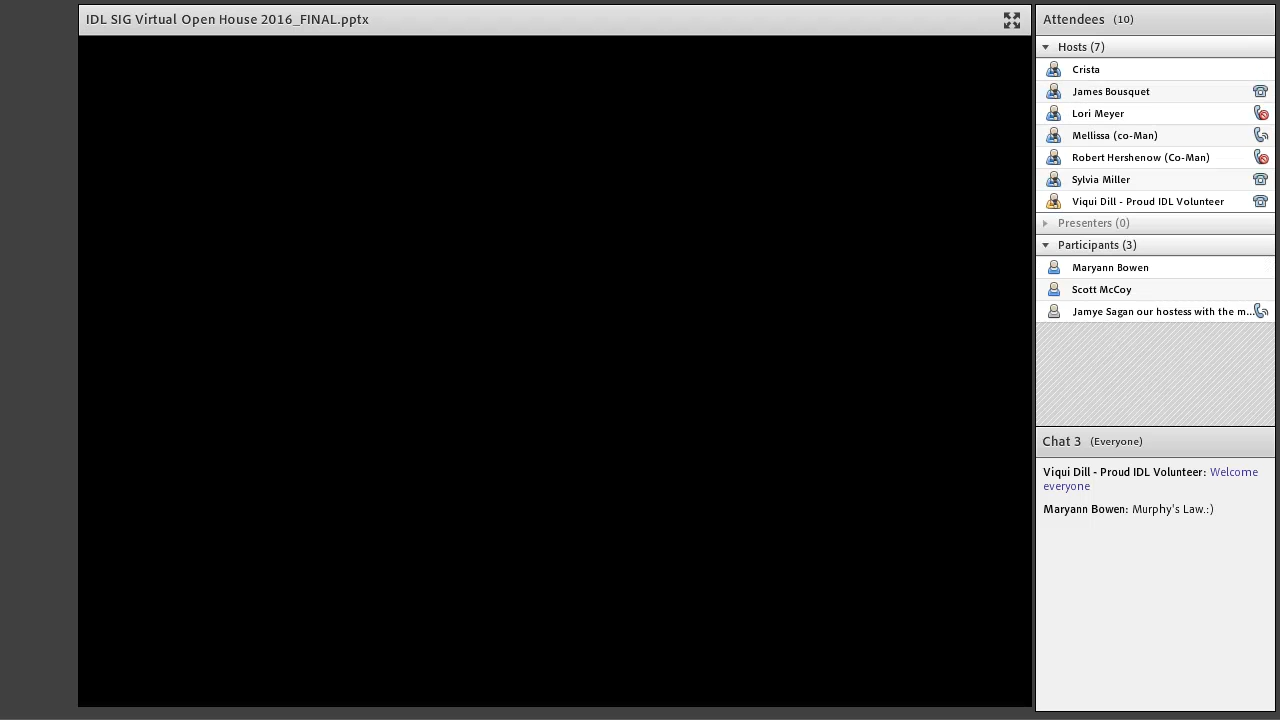 IDL SIG Virtual Open House 2016_FINAL.pptx
Attendees (10)
Hosts (7)
Crista
James Bousquet
Lori Meyer
Mellissa (co-Man)
Robert Hershenow (Co-Man)
Sylvia Miller
Viqui Dill - Proud IDL Volunteer
Presenters (0)
Participants (3)
Maryann Bowen
Scott McCoy
Jamye Sagan our hostess with the m...
Chat 3 (Everyone)
Viqui Dill - Proud IDL Volunteer: Welcome
everyone
Maryann Bowen: Murphy's Law.:)